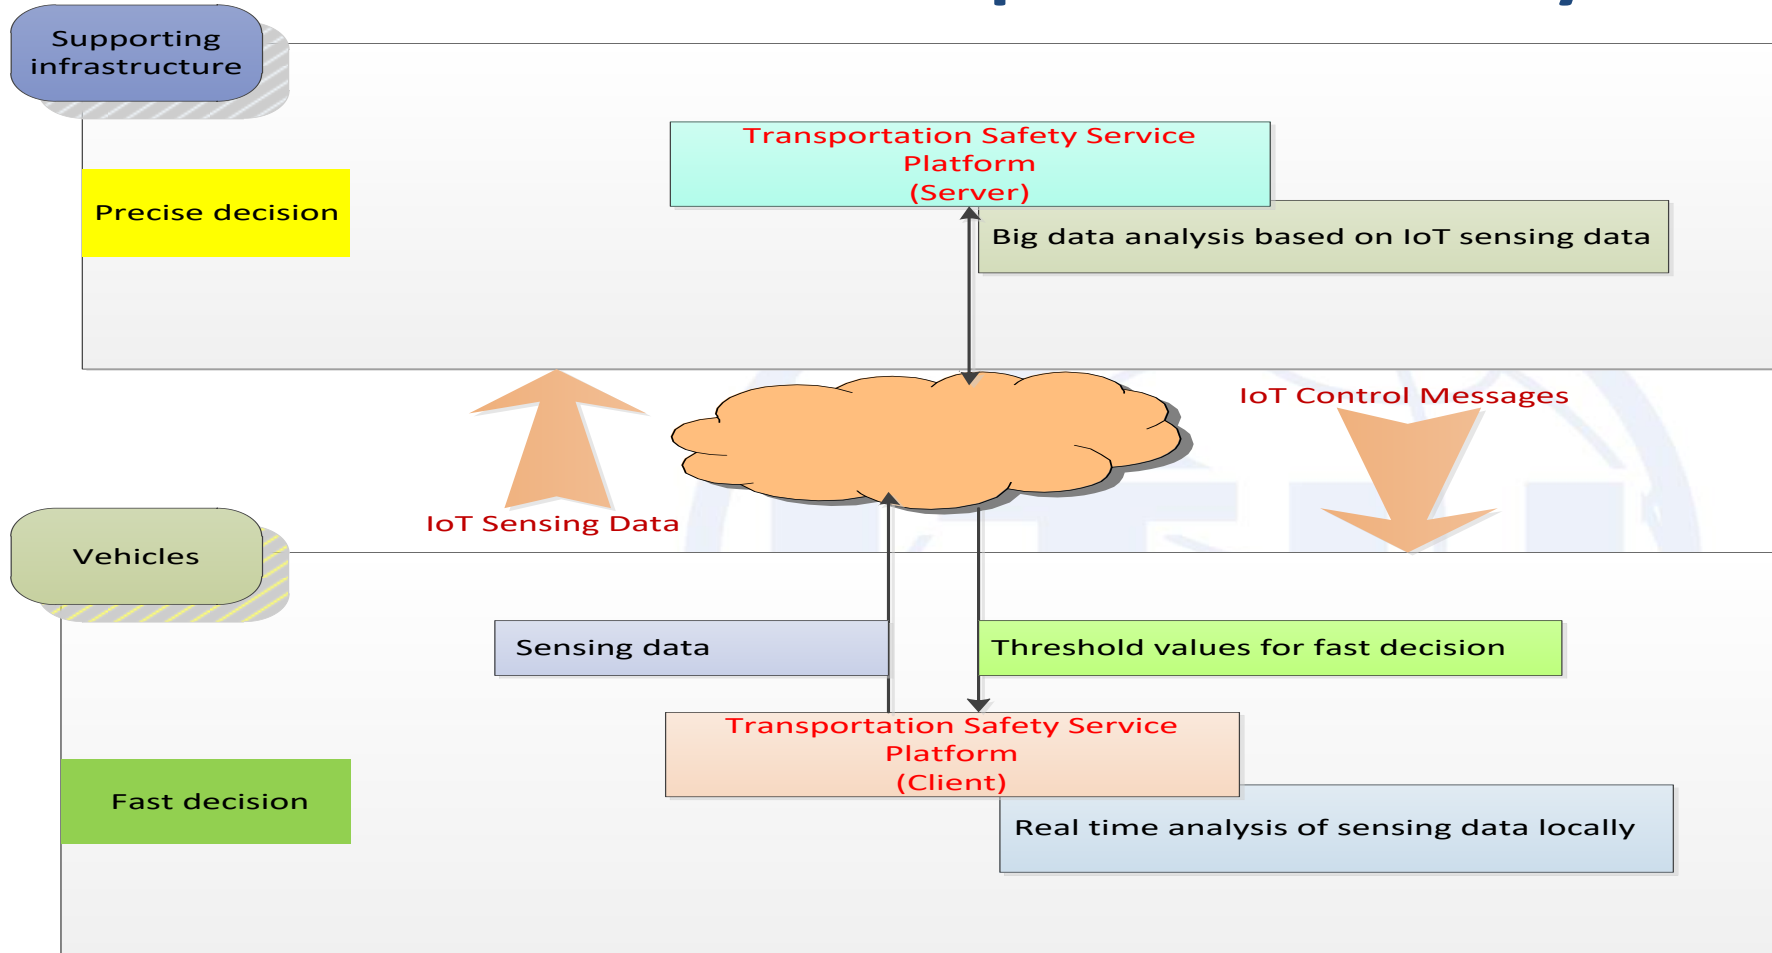 Supporting
infrastructure
Transportation Safety Service
Platform
(Server)
Precise decision
Big data analysis based on IoT sensing data
IoT Control Messages
IoT Sensing Data
Vehicles
Sensing data
Threshold values for fast decision
Transportation Safety Service
Platform
(Client)
Fast decision
Real time analysis of sensing data locally